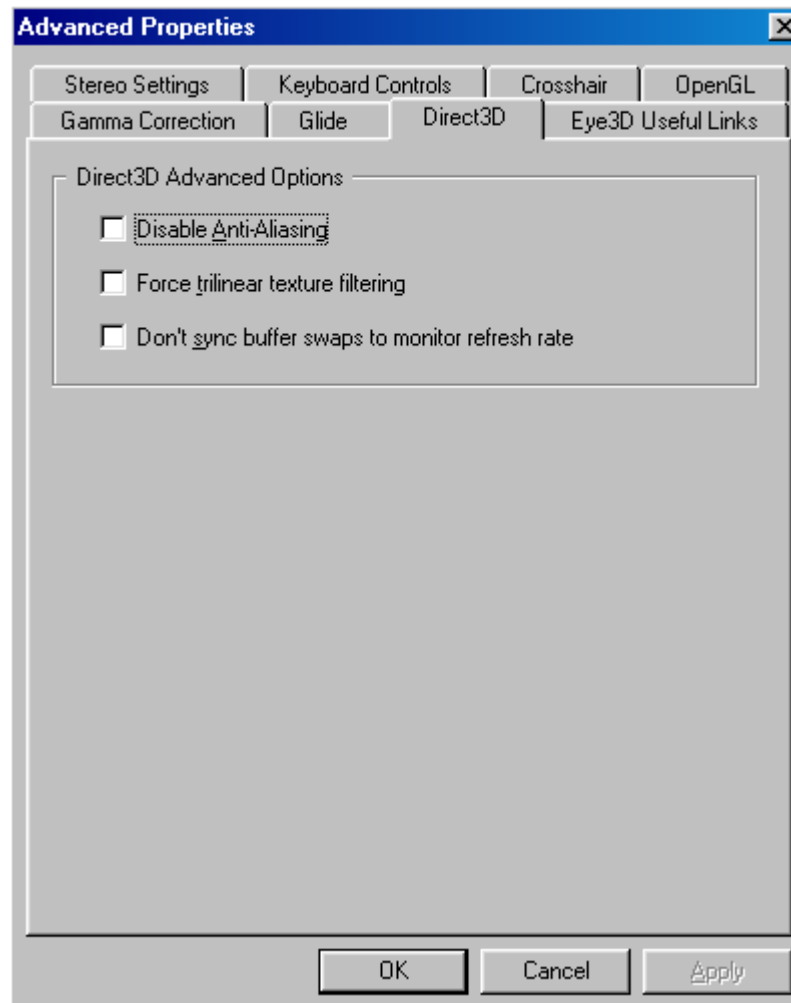 Advanced Properties
Stereo Settings
Keyboard Controls
Crosshair
OpenGL
Gamma Correction
Glide
Direct3D
Eye3D Useful Links
Direct3D Advanced Options
Disable Anti-Aliasing
Force trilinear texture filtering
Don't sync buffer swaps to monitor refresh rate
OK
Cancel
Apply